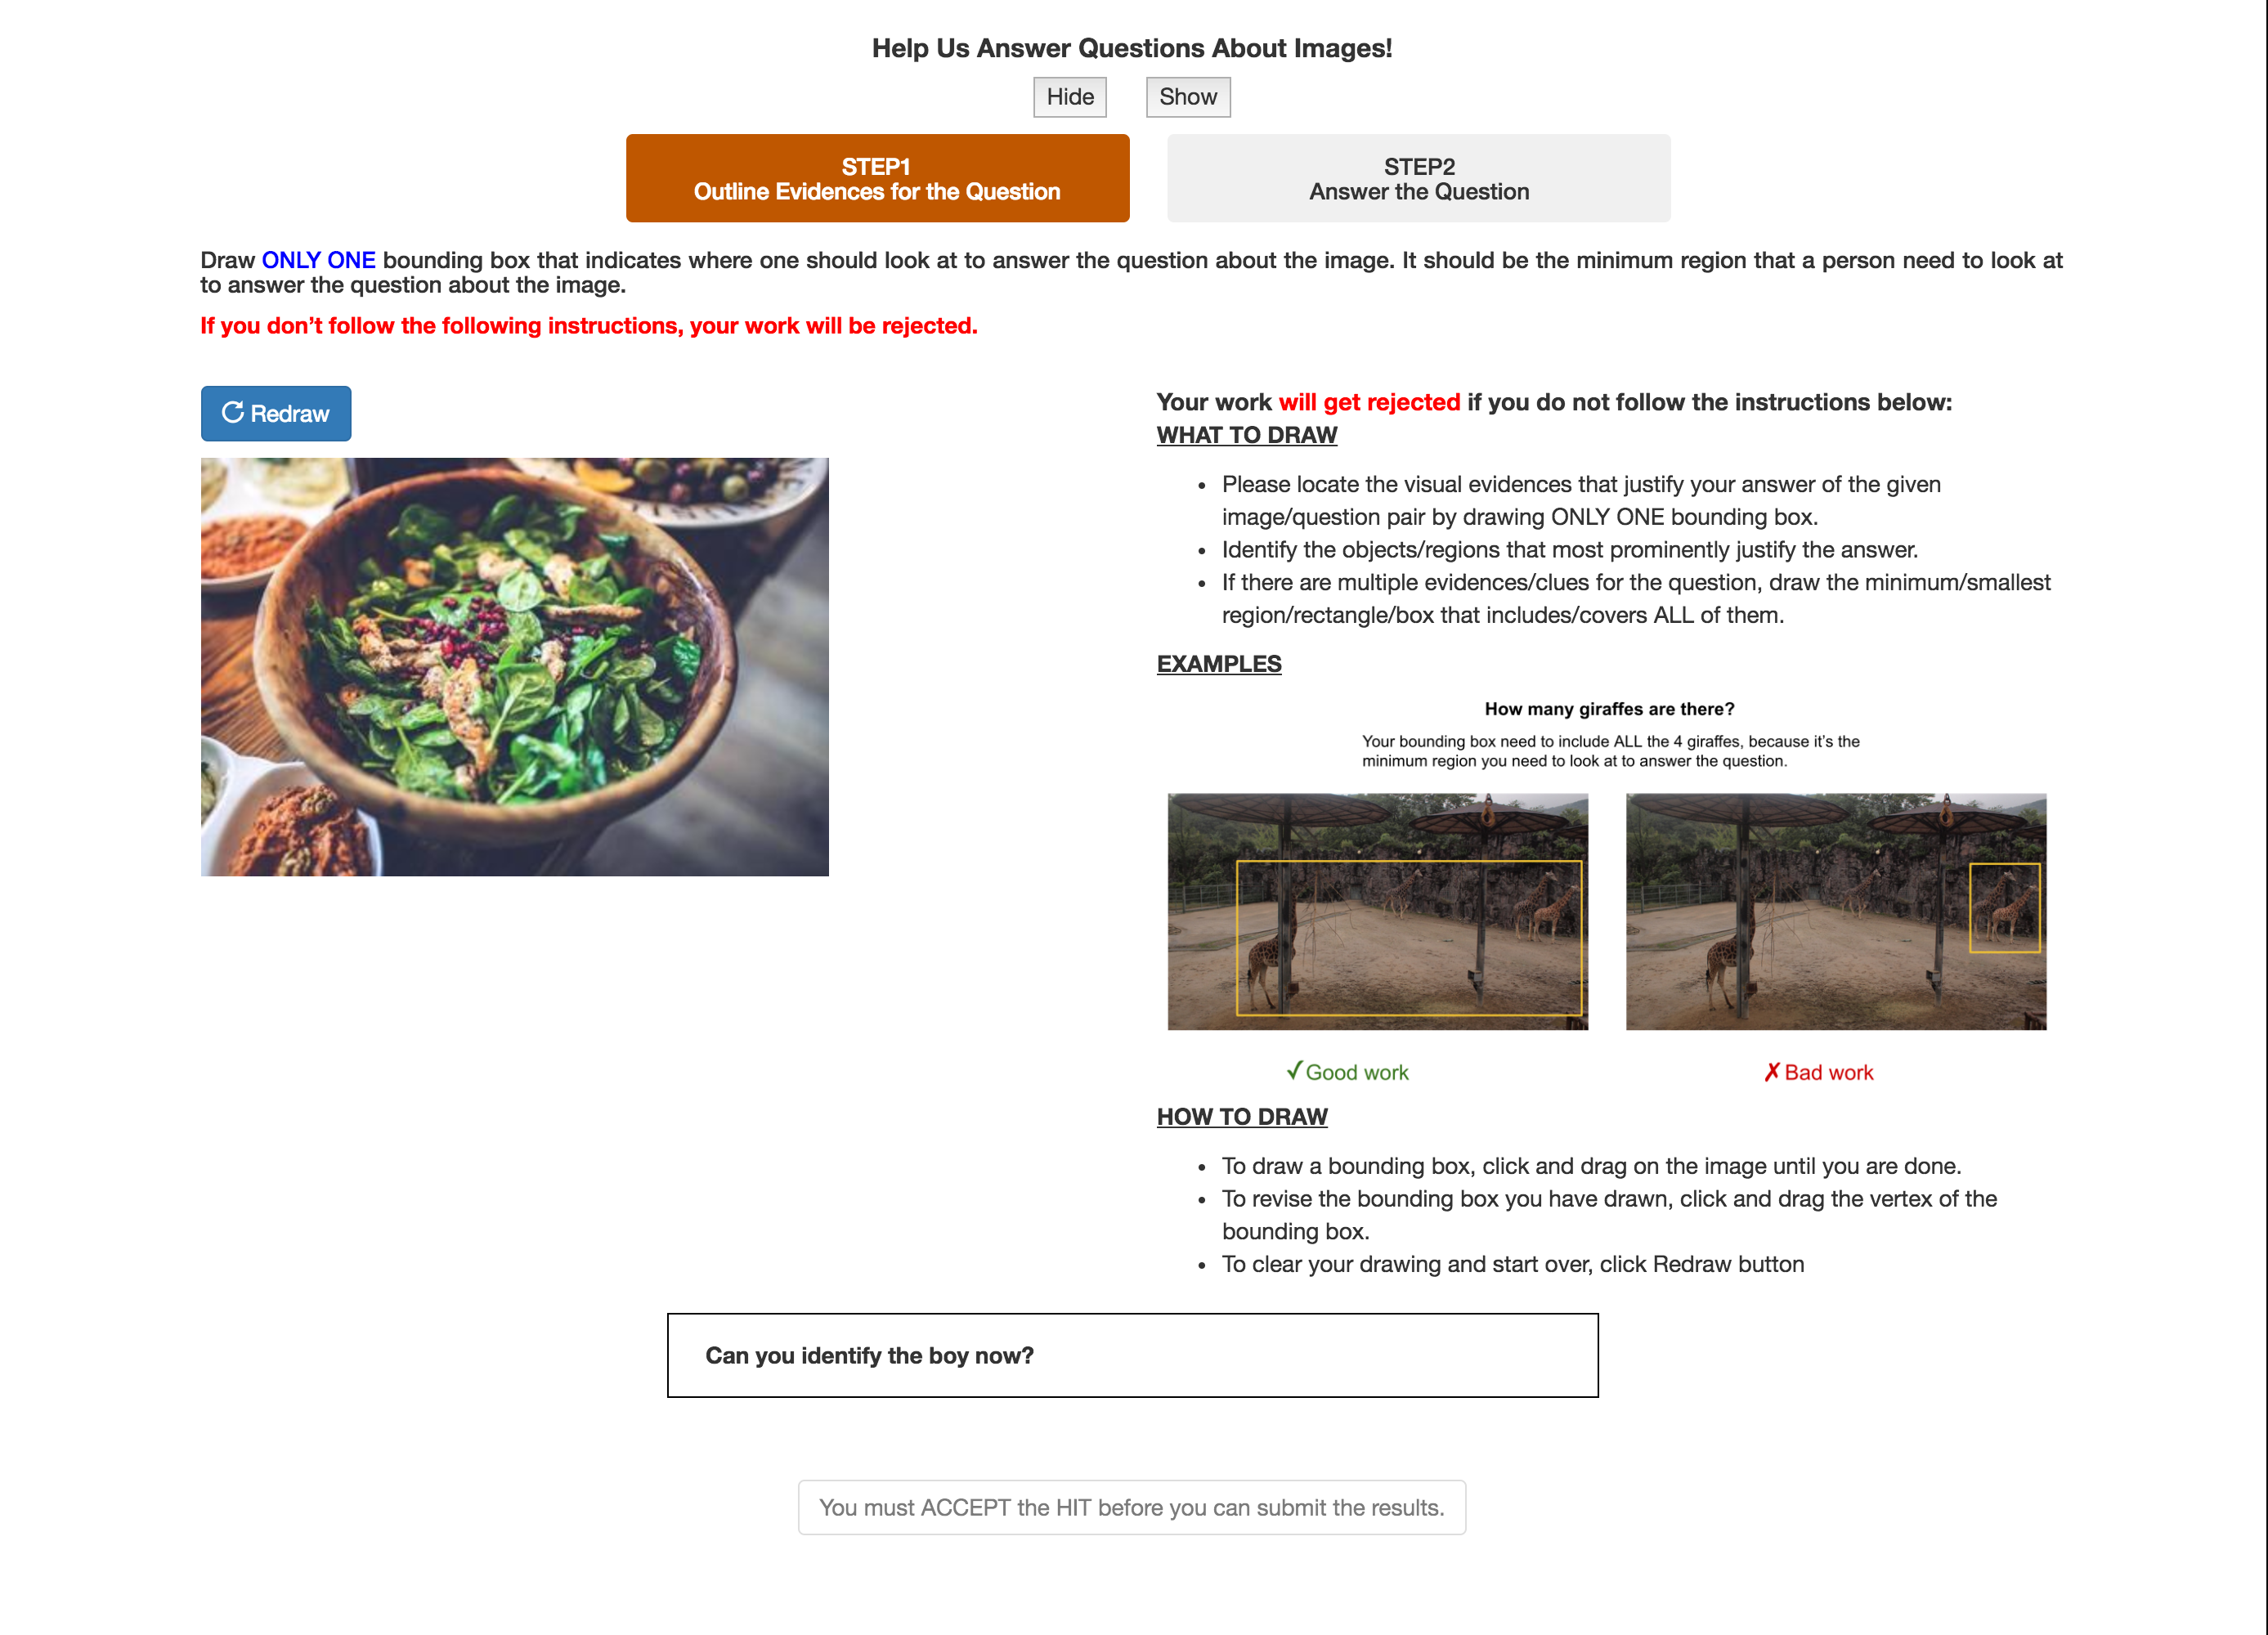 Help Us Answer Questions About Images!
Hide
Show
STEP1
Outline Evidences for the Question
STEP2
Answer the Question
Draw ONLY ONE bounding box that indicates where one should look at to answer the question about the image. It should be the minimum region that a person need to look at
to answer the question about the image.
If you don’t follow the following instructions, your work will be rejected.
Redraw
Your work will get rejected if you do not follow the instructions below:
WHAT TO DRAW
• Please locate the visual evidences that justify your answer of the given
image/question pair by drawing ONLY ONE bounding box.
• Identify the objects/regions that most prominently justify the answer.
• If there are multiple evidences/clues for the question, draw the minimum/smallest
region/rectangle/box that includes/covers ALL of them.
EXAMPLES
How many giraffes are there?
Your bounding box need to include ALL the 4 giraffes, because it’s the
minimum region you need to look at to answer the question.
✓Good work
✗Bad work
HOW TO DRAW
• To draw a bounding box, click and drag on the image until you are done.
• To revise the bounding box you have drawn, click and drag the vertex of the
bounding box.
• To clear your drawing and start over, click Redraw button
Can you identify the boy now?
You must ACCEPT the HIT before you can submit the results.